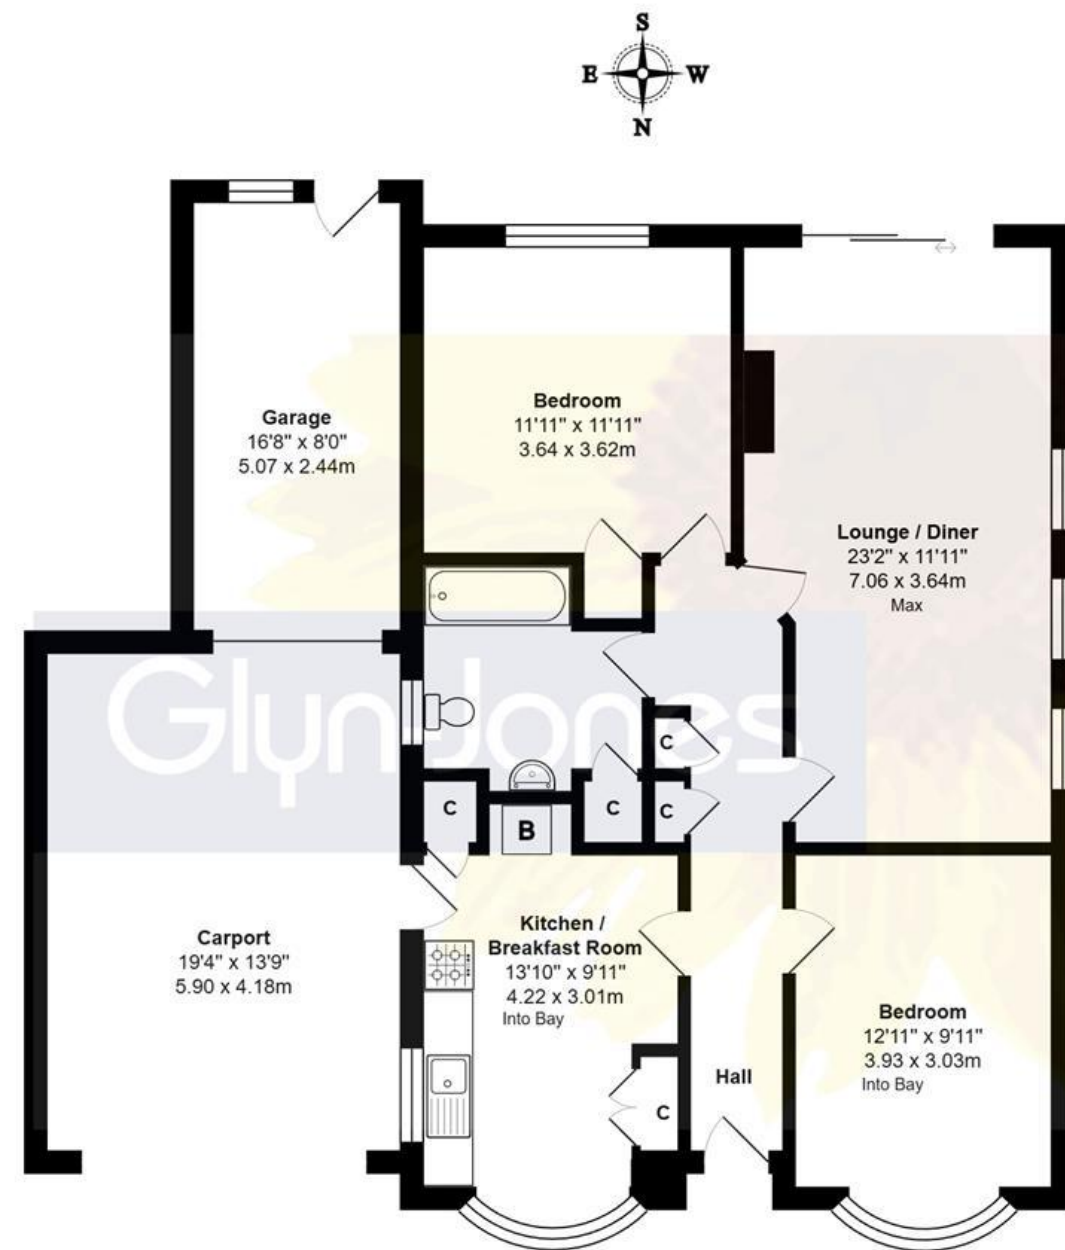 S
E W
N
Garage
16'8" x 8'0"
5.07 x 2.44m
Bedroom
11'11" x 11'11"
3.64 x 3.62m
Lounge / Diner
23'2" x 11'11"
7.06 x 3.64m
Max
Glyn-Jones
C
C
C
C
B
Carport
19'4" x 13'9"
5.90 x 4.18m
Kitchen /
Breakfast Room
13'10" x 9'11"
4.22 x 3.01m
Into Bay
C
Hall
Bedroom
12'11" x 9'11"
3.93 x 3.03m
Into Bay